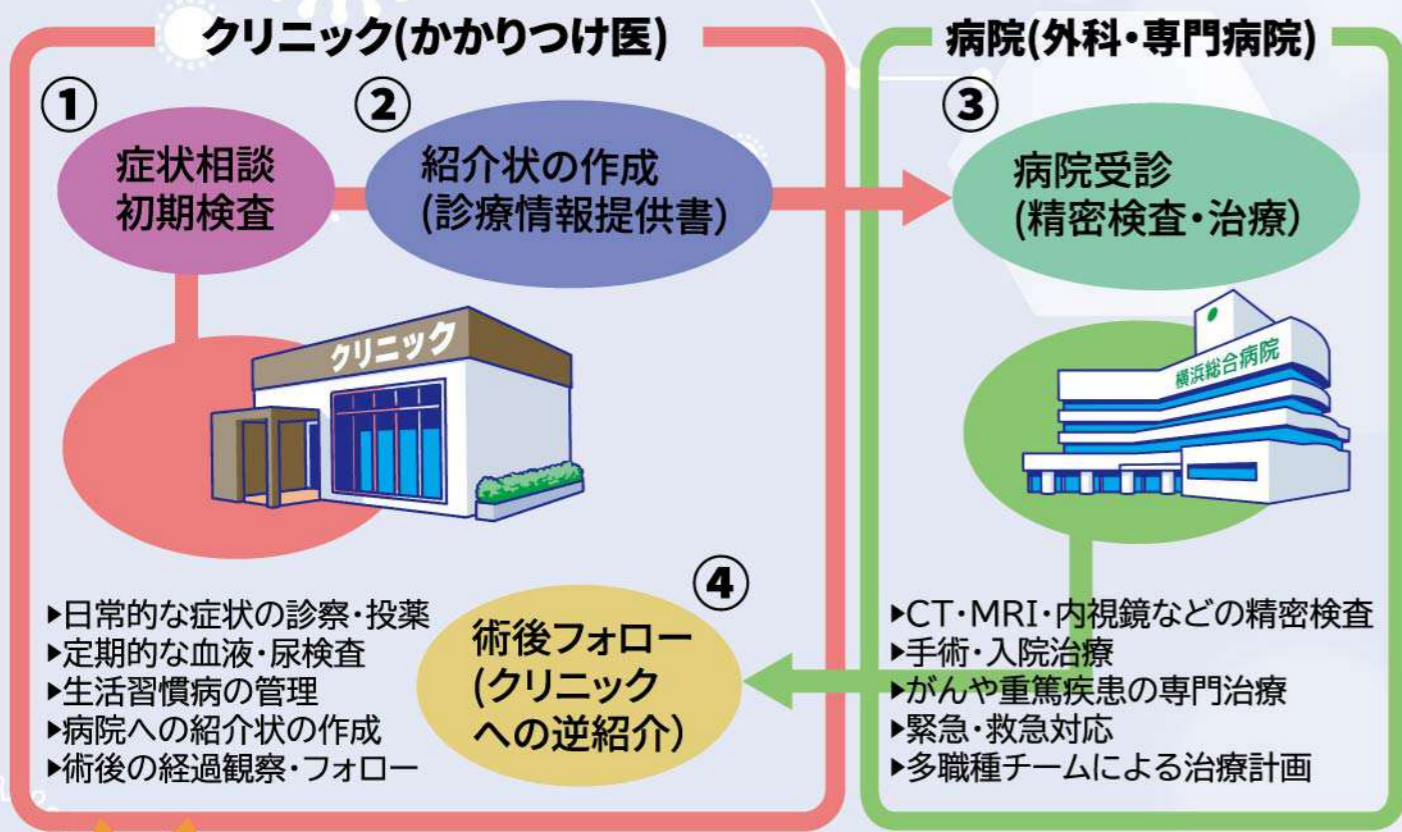 クリニック(かかりつけ医)
①
症状相談
初期検査
②
紹介状の作成
(診療情報提供書)
クリニック
▶日常的な症状の診察・投薬
▶定期的な血液・尿検査
▶生活習慣病の管理
▶病院への紹介状の作成
▶術後の経過観察・フォロー
病院(外科・専門病院)
③
病院受診
(精密検査・治療)
横浜総合病院
▶CT・MRI・内視鏡などの精密検査
▶手術・入院治療
▶がんや重篤疾患の専門治療
▶緊急・救急対応
▶多職種チームによる治療計画
④
術後フォロー
(クリニック
への逆紹介)